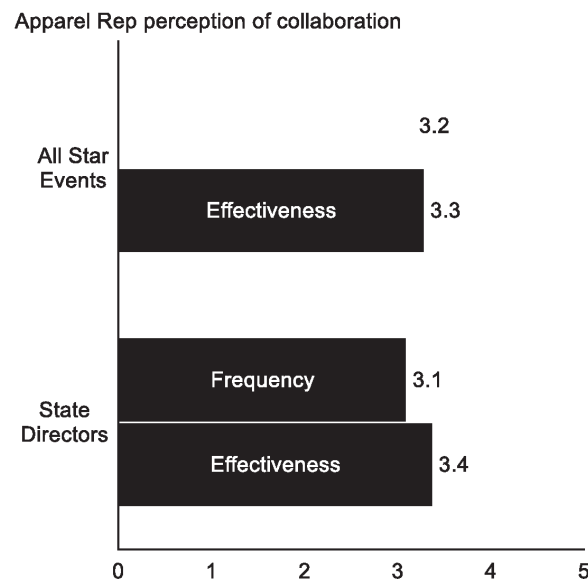 Apparel Rep perception of collaboration
3.2
All Star
Events
Effectiveness 3.3
Frequency 3.1
State
Directors
Effectiveness 3.4
0 1 2 3 4 5